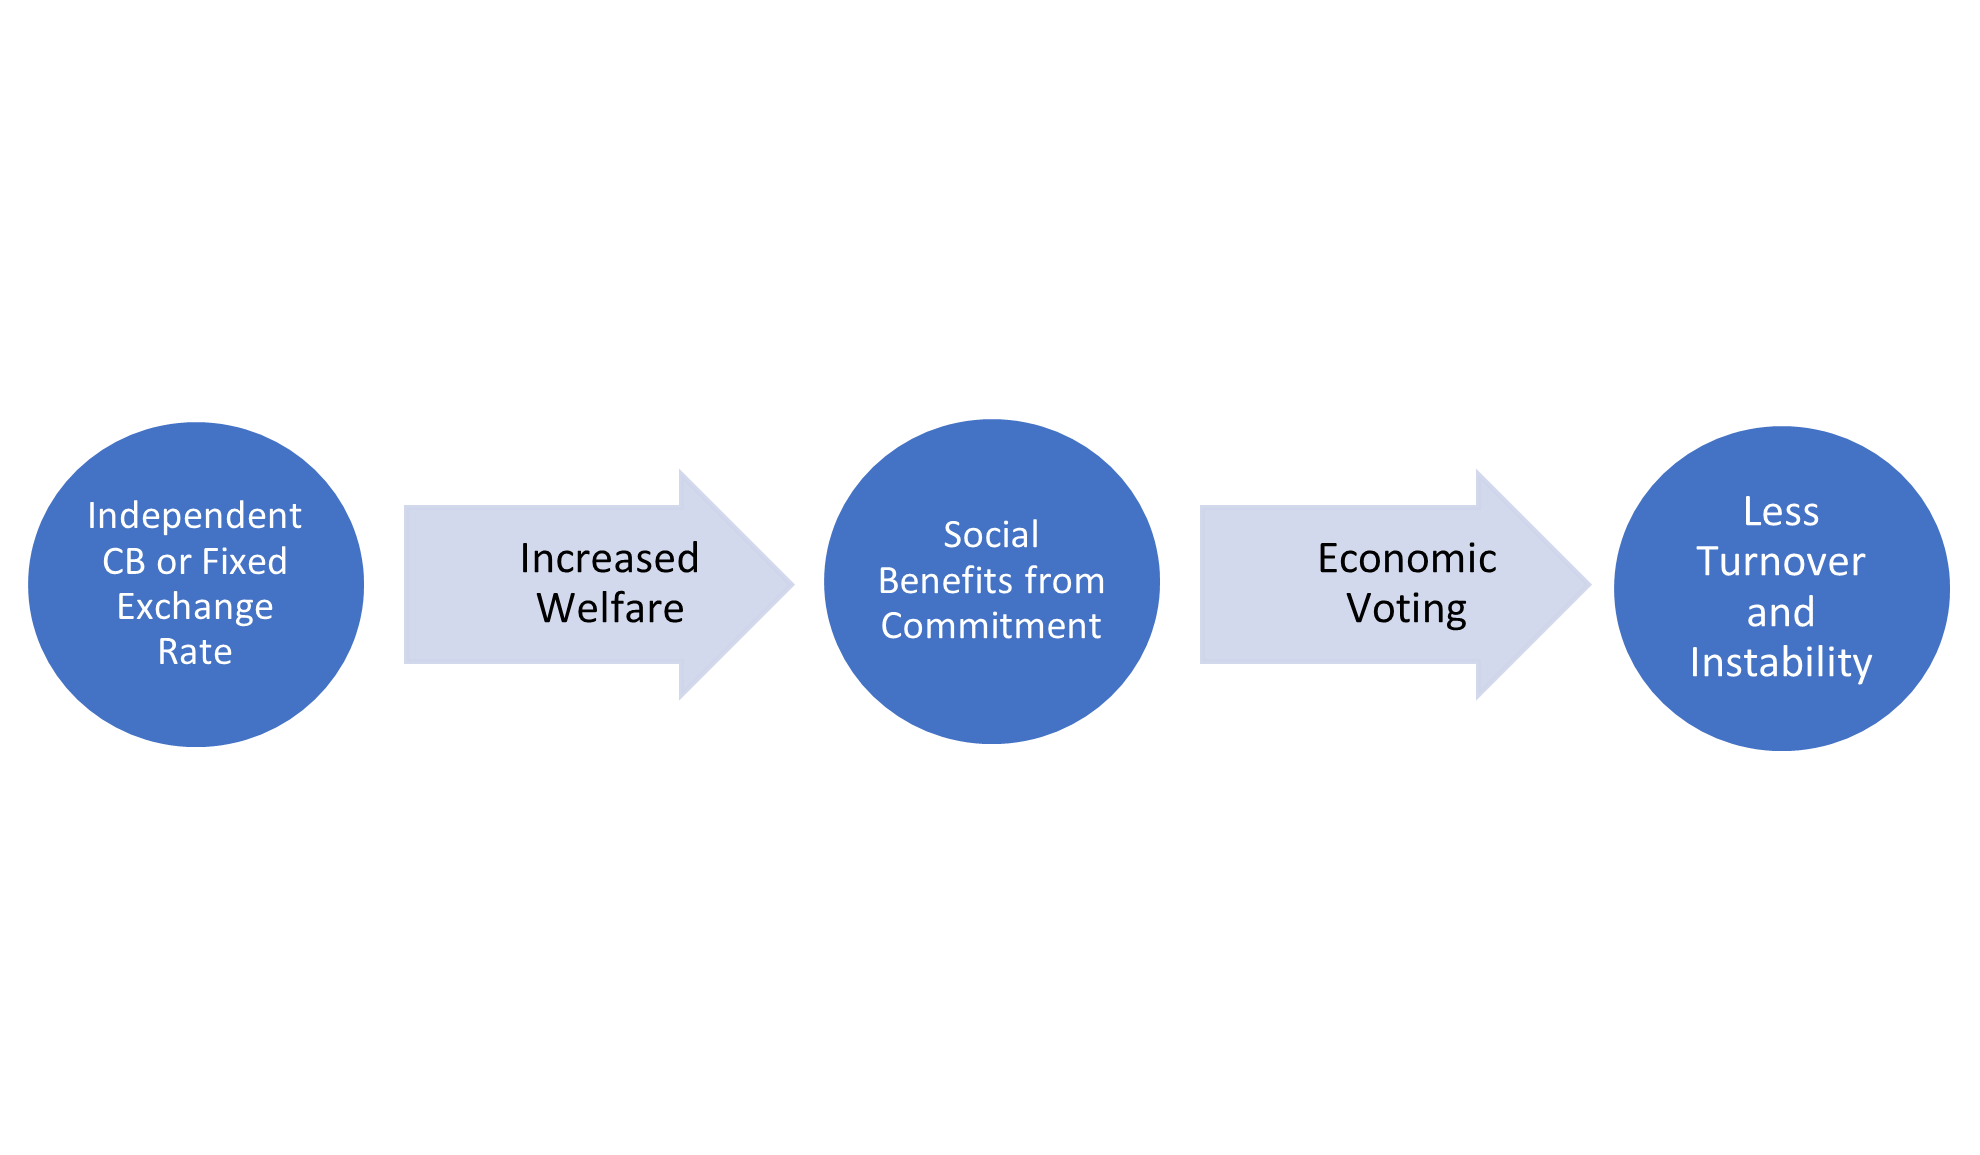 Independent
CB or Fixed
Exchange
Rate
Increased
Welfare
Social
Benefits from
Commitment
Economic
Voting
Less
Turnover
and
Instability